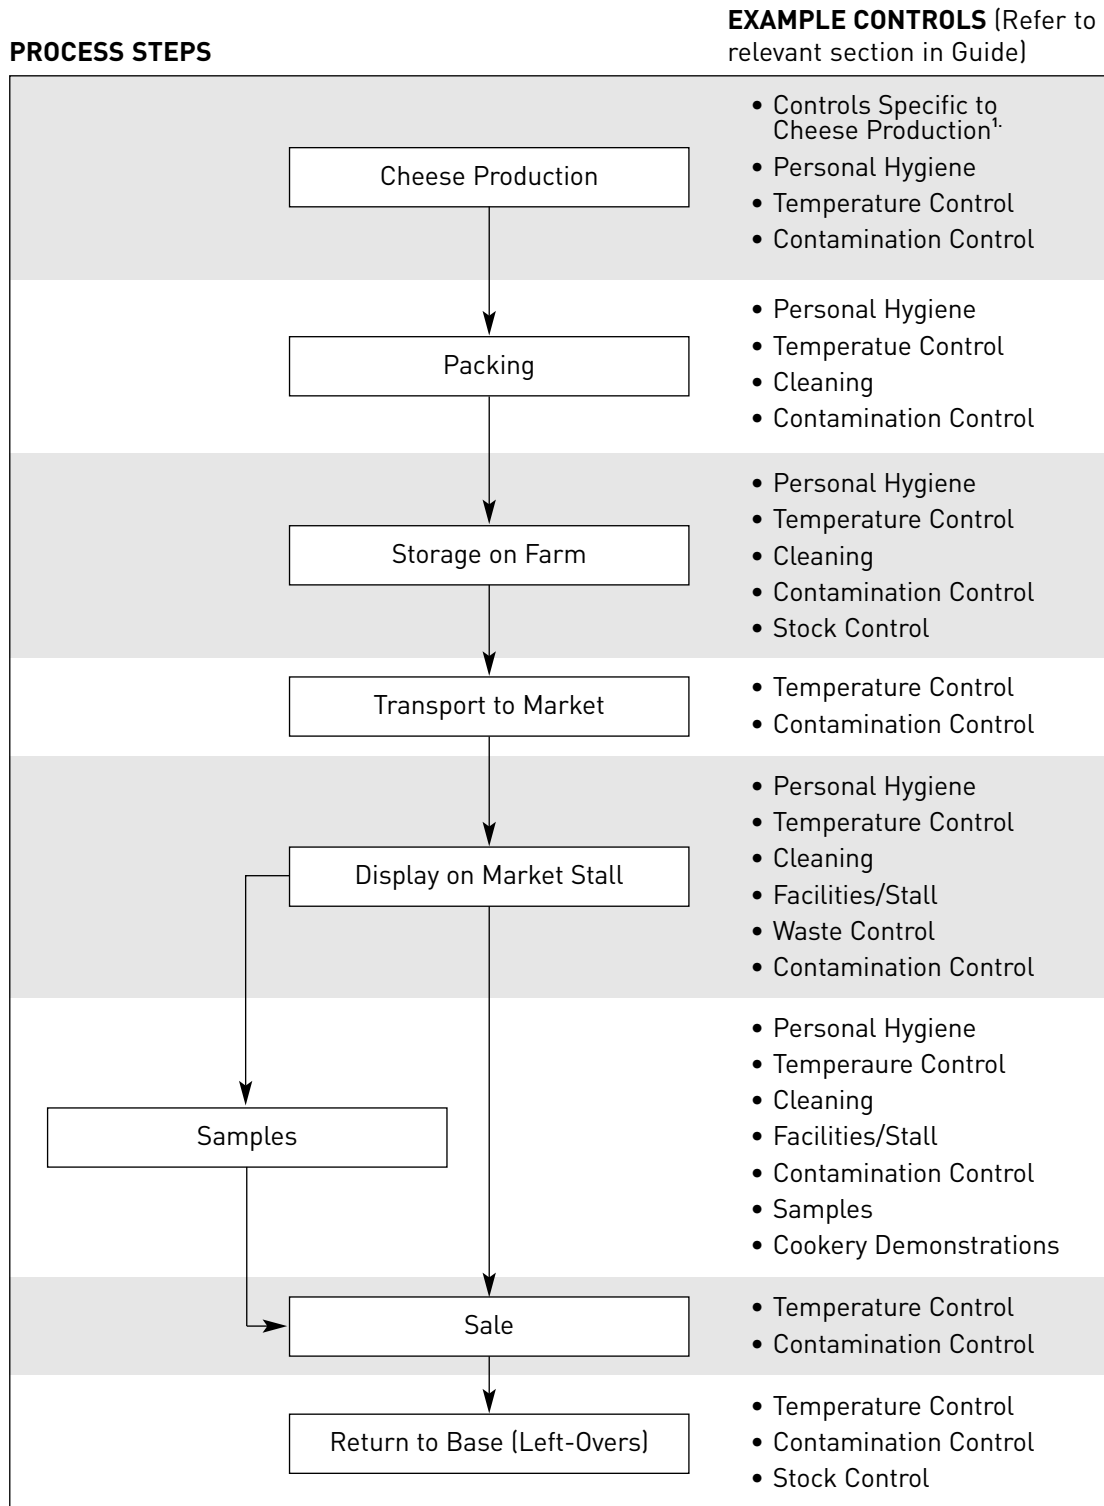 PROCESS STEPS
EXAMPLE CONTROLS (Refer to
relevant section in Guide)
Cheese Production
• Controls Specific to
Cheese Production¹·
• Personal Hygiene
• Temperature Control
• Contamination Control
Packing
• Personal Hygiene
• Temperatue Control
• Cleaning
• Contamination Control
Storage on Farm
• Personal Hygiene
• Temperature Control
• Cleaning
• Contamination Control
• Stock Control
Transport to Market
• Temperature Control
• Contamination Control
Display on Market Stall
• Personal Hygiene
• Temperature Control
• Cleaning
• Facilities/Stall
• Waste Control
• Contamination Control
Samples
• Personal Hygiene
• Temperaure Control
• Cleaning
• Facilities/Stall
• Contamination Control
• Samples
• Cookery Demonstrations
Sale
• Temperature Control
• Contamination Control
Return to Base (Left-Overs)
• Temperature Control
• Contamination Control
• Stock Control